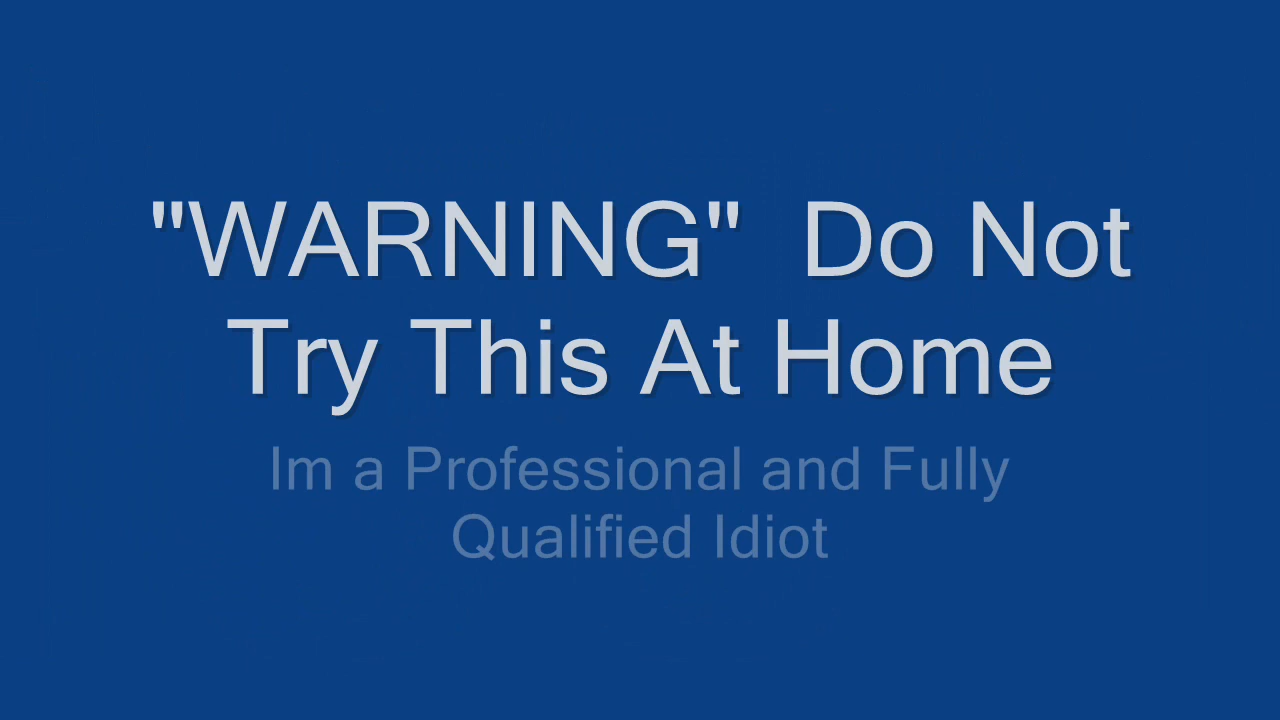 "WARNING"  Do Not
Try This At Home
Im a Professional and Fully
Qualified Idiot